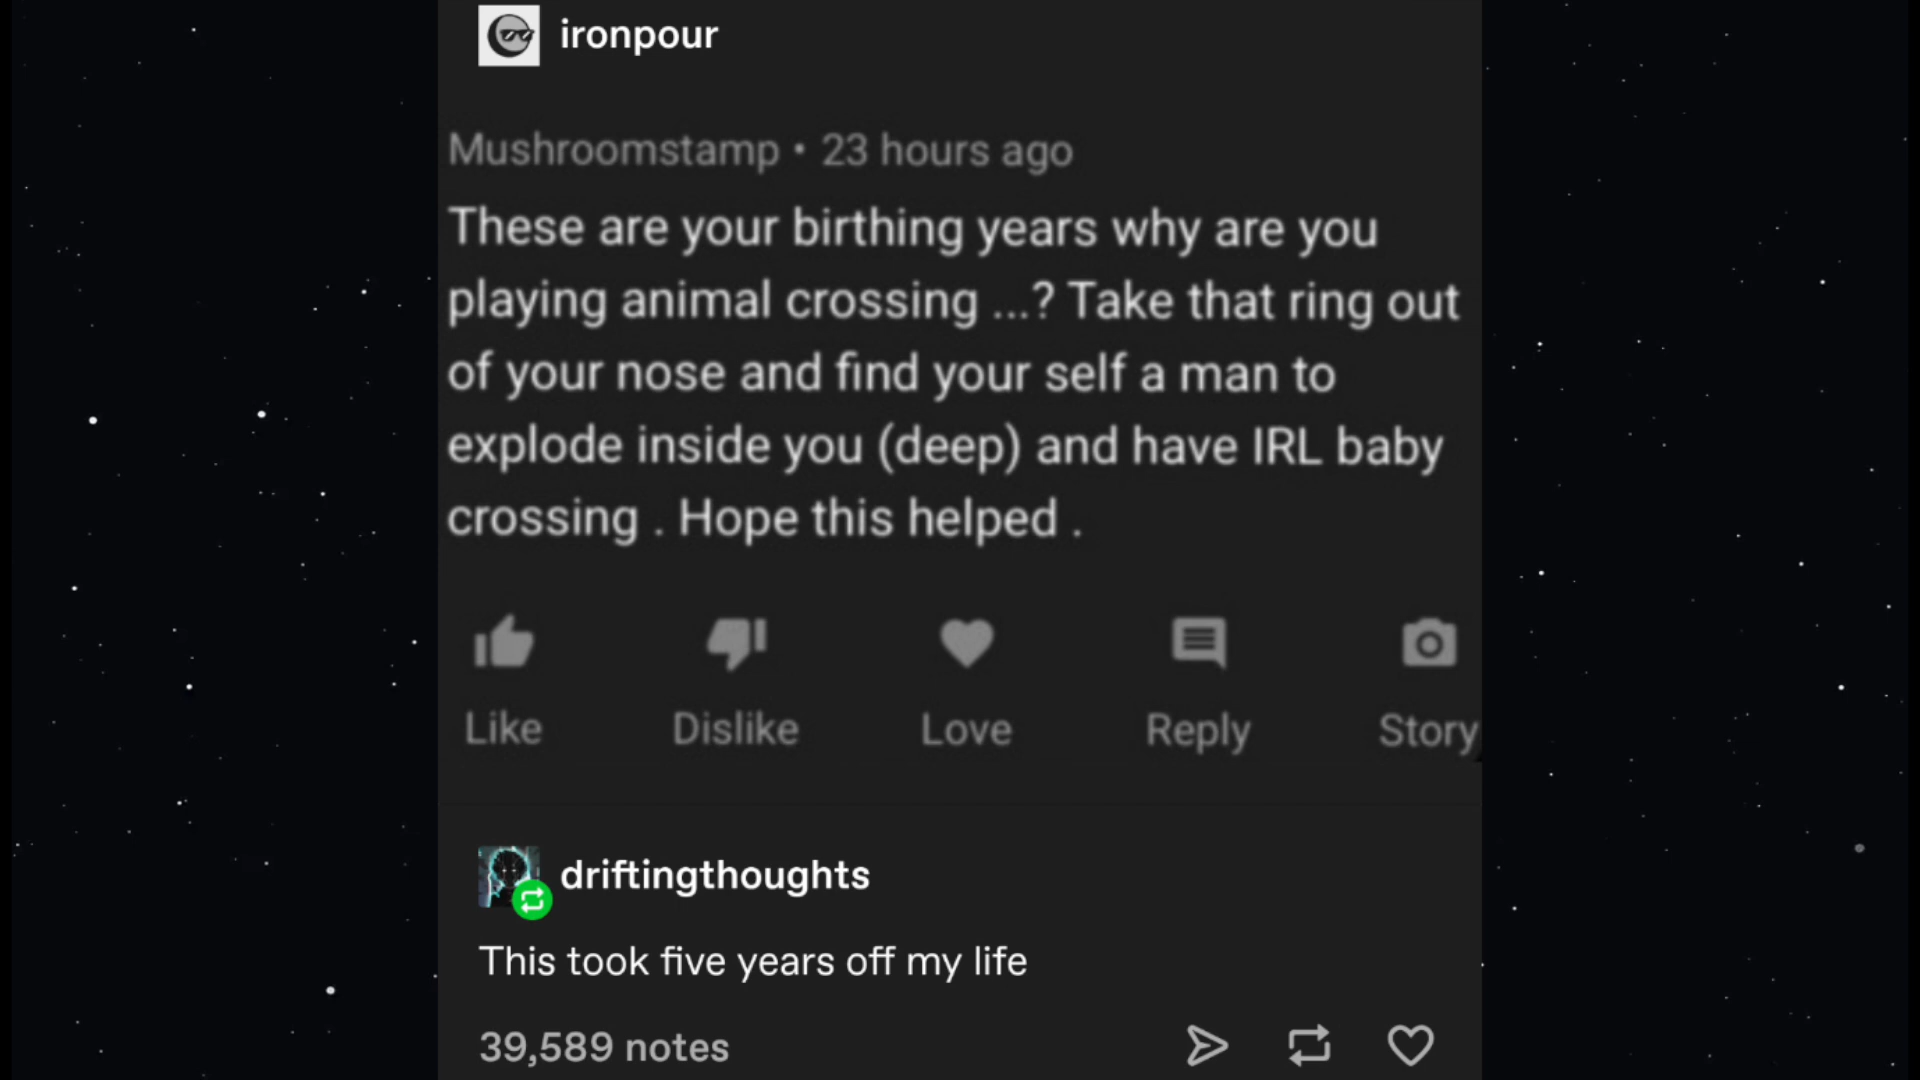 ironpour
Mushroomstamp • 23 hours ago
These are your birthing years why are you
playing animal crossing ...? Take that ring out
of your nose and find your self a man to
explode inside you (deep) and have IRL baby
crossing . Hope this helped .
Like Dislike Love Reply Story
driftingthoughts
This took five years off my life
39,589 notes